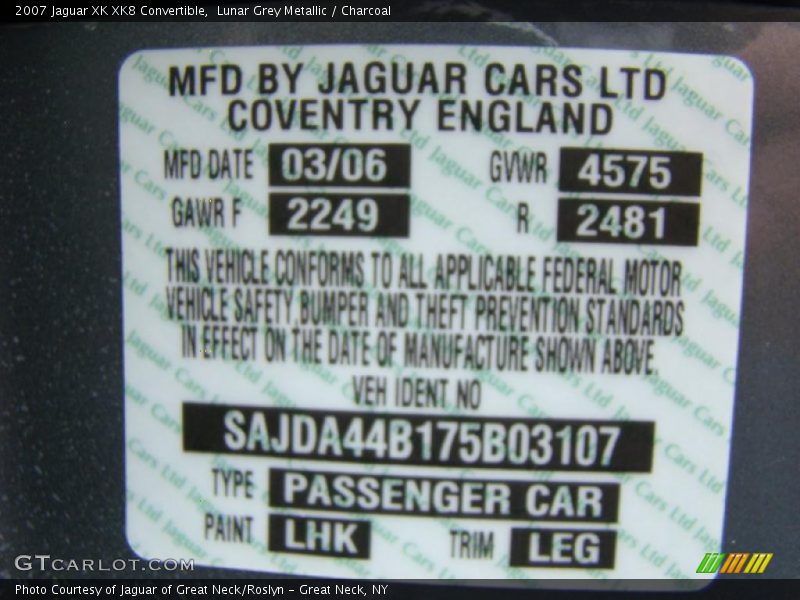 2007 Jaguar XK XK8 Convertible, Lunar Grey Metallic / Charcoal
MFD BY JAGUAR CARS LTD
COVENTRY ENGLAND
MFD DATE 03/06 GVWR 4575
GAWR F 2249 R 2481
THIS VEHICLE CONFORMS TO ALL APPLICABLE FEDERAL MOTOR
VEHICLE SAFETY, BUMPER AND THEFT PREVENTION STANDARDS
IN EFFECT ON THE DATE OF MANUFACTURE SHOWN ABOVE.
VEH IDENT NO
SAJDA44B175B03107
TYPE PASSENGER CAR
PAINT LHK TRIM LEG
GTCARLOT.COM
Photo Courtesy of Jaguar of Great Neck/Roslyn – Great Neck, NY